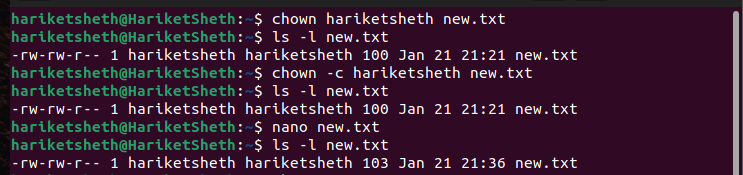 hariketsheth@HariketSheth:~$ chown hariketsheth new.txt
hariketsheth@HariketSheth:~$ ls -l new.txt
-rw-rw-r-- 1 hariketsheth hariketsheth 100 Jan 21 21:21 new.txt
hariketsheth@HariketSheth:~$ chown -c hariketsheth new.txt
hariketsheth@HariketSheth:~$ ls -l new.txt
-rw-rw-r-- 1 hariketsheth hariketsheth 100 Jan 21 21:21 new.txt
hariketsheth@HariketSheth:~$ nano new.txt
hariketsheth@HariketSheth:~$ ls -l new.txt
-rw-rw-r-- 1 hariketsheth hariketsheth 103 Jan 21 21:36 new.txt